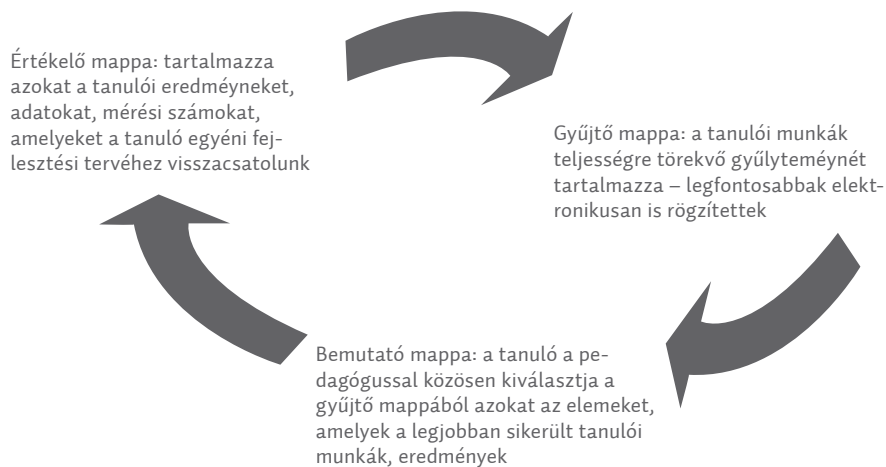 Értékelő mappa: tartalmazza
azokat a tanulói eredméyneket,
adatokat, mérési számokat,
amelyeket a tanuló egyéni fej-
lesztési tervéhez visszacsatolunk
Gyűjtő mappa: a tanulói munkák
teljességre törekvő gyűlyteméynét
tartalmazza – legfontosabbak elekt-
ronikusan is rögzítettek
Bemutató mappa: a tanuló a pe-
dagógussal közösen kiválasztja a
gyűjtő mappából azokat az elemeket,
amelyek a legjobban sikerült tanulói
munkák, eredmények